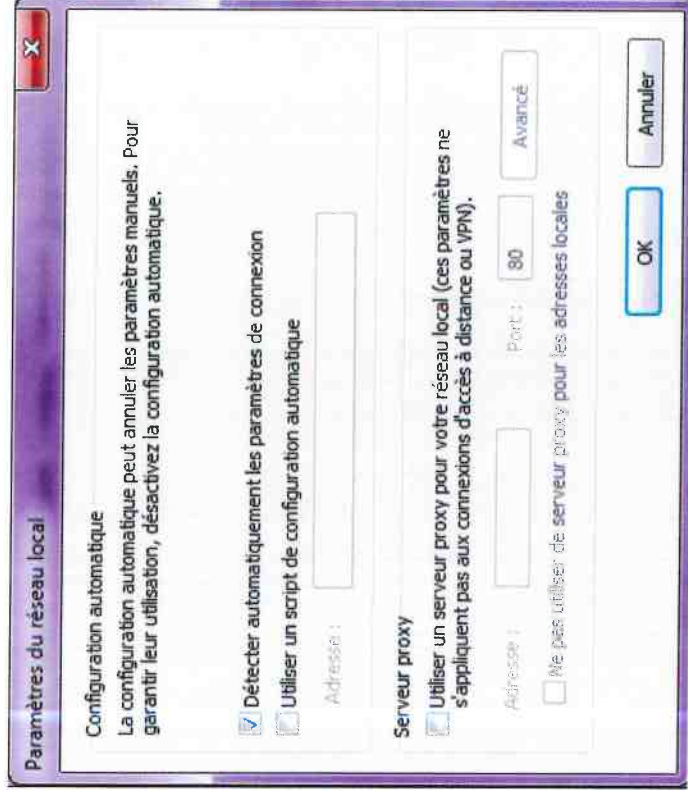 Paramètres du réseau local
X
Configuration automatique
La configuration automatique peut annuler les paramètres manuels. Pour
garantir leur utilisation, désactivez la configuration automatique.
Détecter automatiquement les paramètres de connexion
Utiliser un script de configuration automatique
Adresse :
Serveur proxy
Utiliser un serveur proxy pour votre réseau local (ces paramètres ne
s'appliquent pas aux connexions d'accès à distance ou VPN).
Adresse : Port : 80 Avancé
Ne pas utiliser de serveur proxy pour les adresses locales
OK Annuler